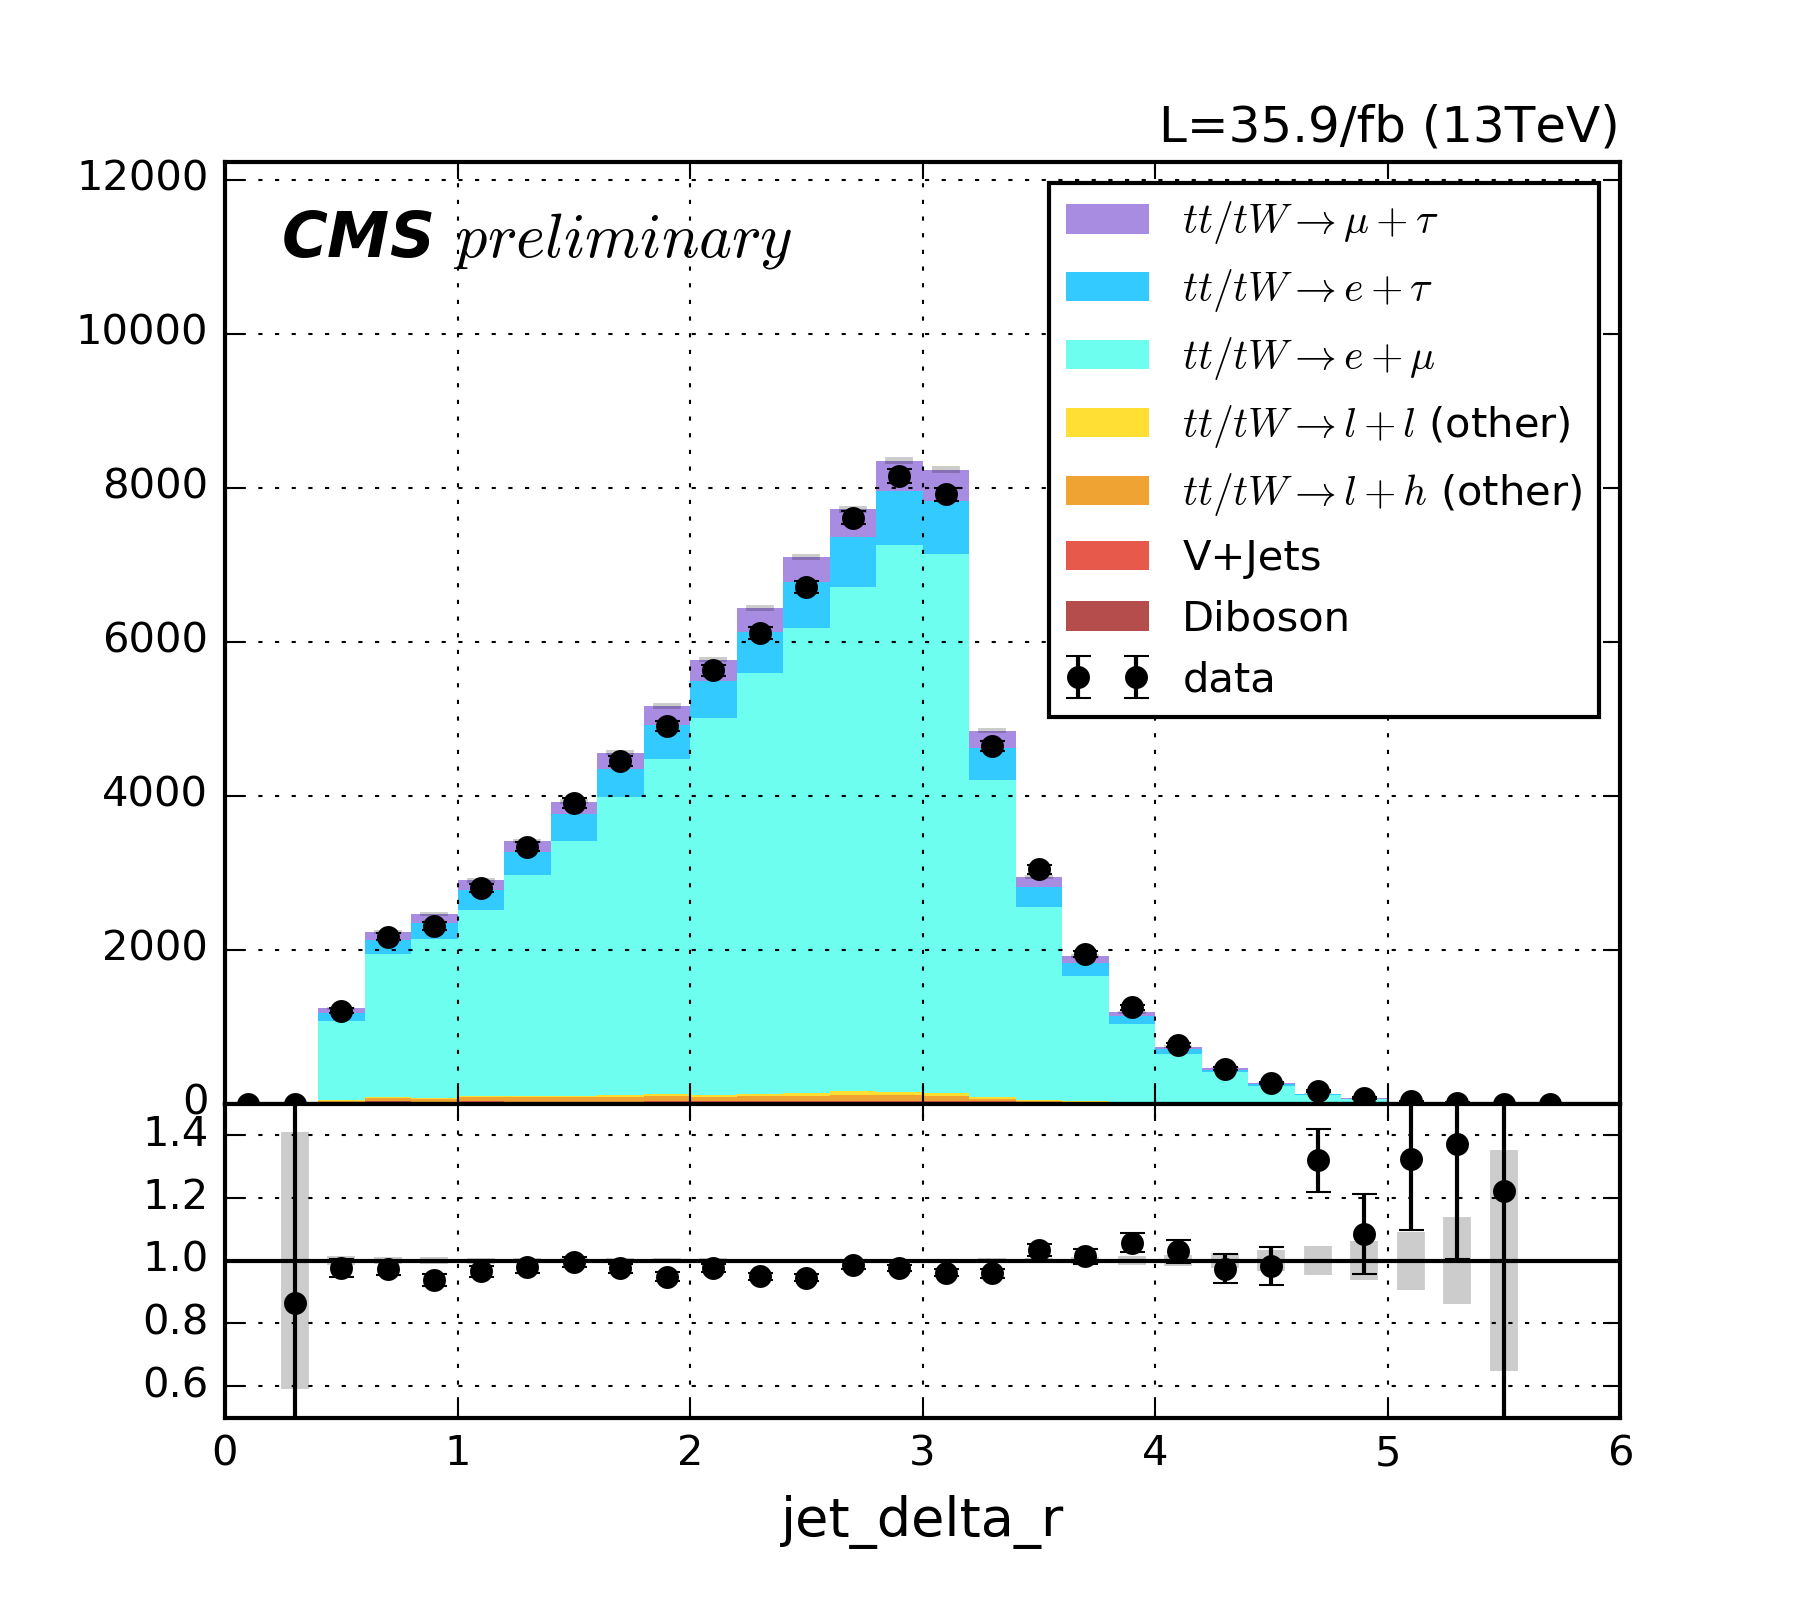 L=35.9/fb (13TeV)
CMS preliminary
12000
10000
8000
6000
4000
2000
0
tt/tW→μ+τ
tt/tW→e+τ
tt/tW→e+μ
tt/tW→l+l (other)
tt/tW→l+h (other)
V+Jets
Diboson
data
1.4
1.2
1.0
0.8
0.6
0 1 2 3 4 5 6
jet_delta_r